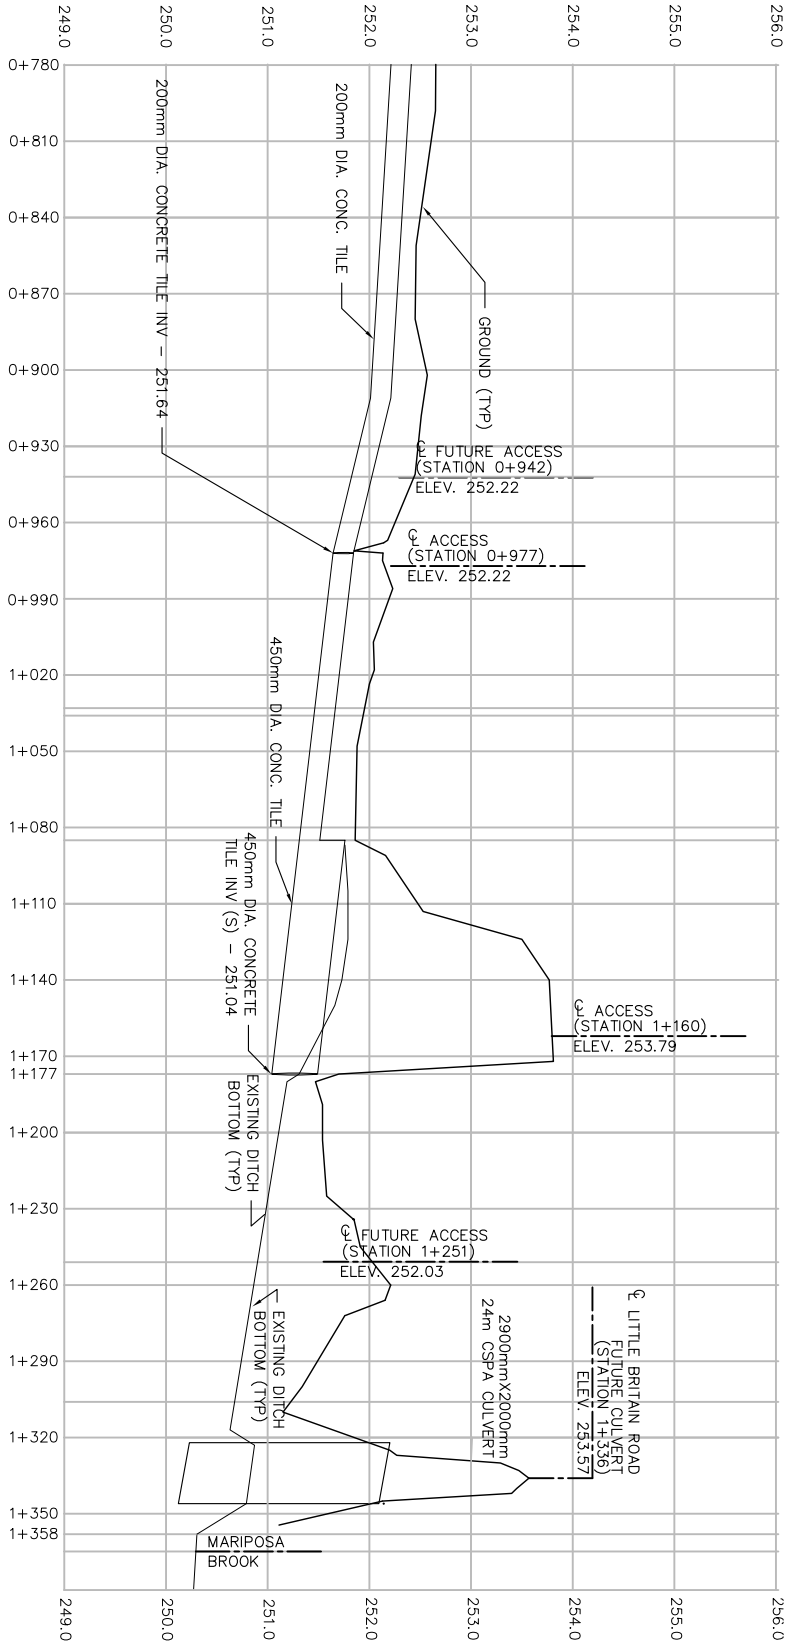 249.0
250.0
251.0
252.0
253.0
254.0
255.0
256.0
0+780
0+810
0+840
0+870
0+900
0+930
0+960
0+990
1+020
1+050
1+080
1+110
1+140
1+170
1+177
1+200
1+230
1+260
1+290
1+320
1+350
1+358
200mm DIA. CONC. TILE
200mm DIA. CONCRETE TILE INV – 251.64
GROUND (TYP)
℄ FUTURE ACCESS
(STATION 0+942)
ELEV. 252.22
℄ ACCESS
(STATION 0+977)
ELEV. 252.22
450mm DIA. CONC. TILE
450mm DIA. CONCRETE
TILE INV (S) – 251.04
℄ ACCESS
(STATION 1+160)
ELEV. 253.79
EXISTING DITCH
BOTTOM (TYP)
℄ FUTURE ACCESS
(STATION 1+251)
ELEV. 252.03
EXISTING DITCH
BOTTOM (TYP)
2900mmX2000mm
24m CSPA CULVERT
℄ LITTLE BRITAIN ROAD
FUTURE CULVERT
(STATION 1+336)
ELEV. 253.57
MARIPOSA
BROOK
249.0
250.0
251.0
252.0
253.0
254.0
255.0
256.0